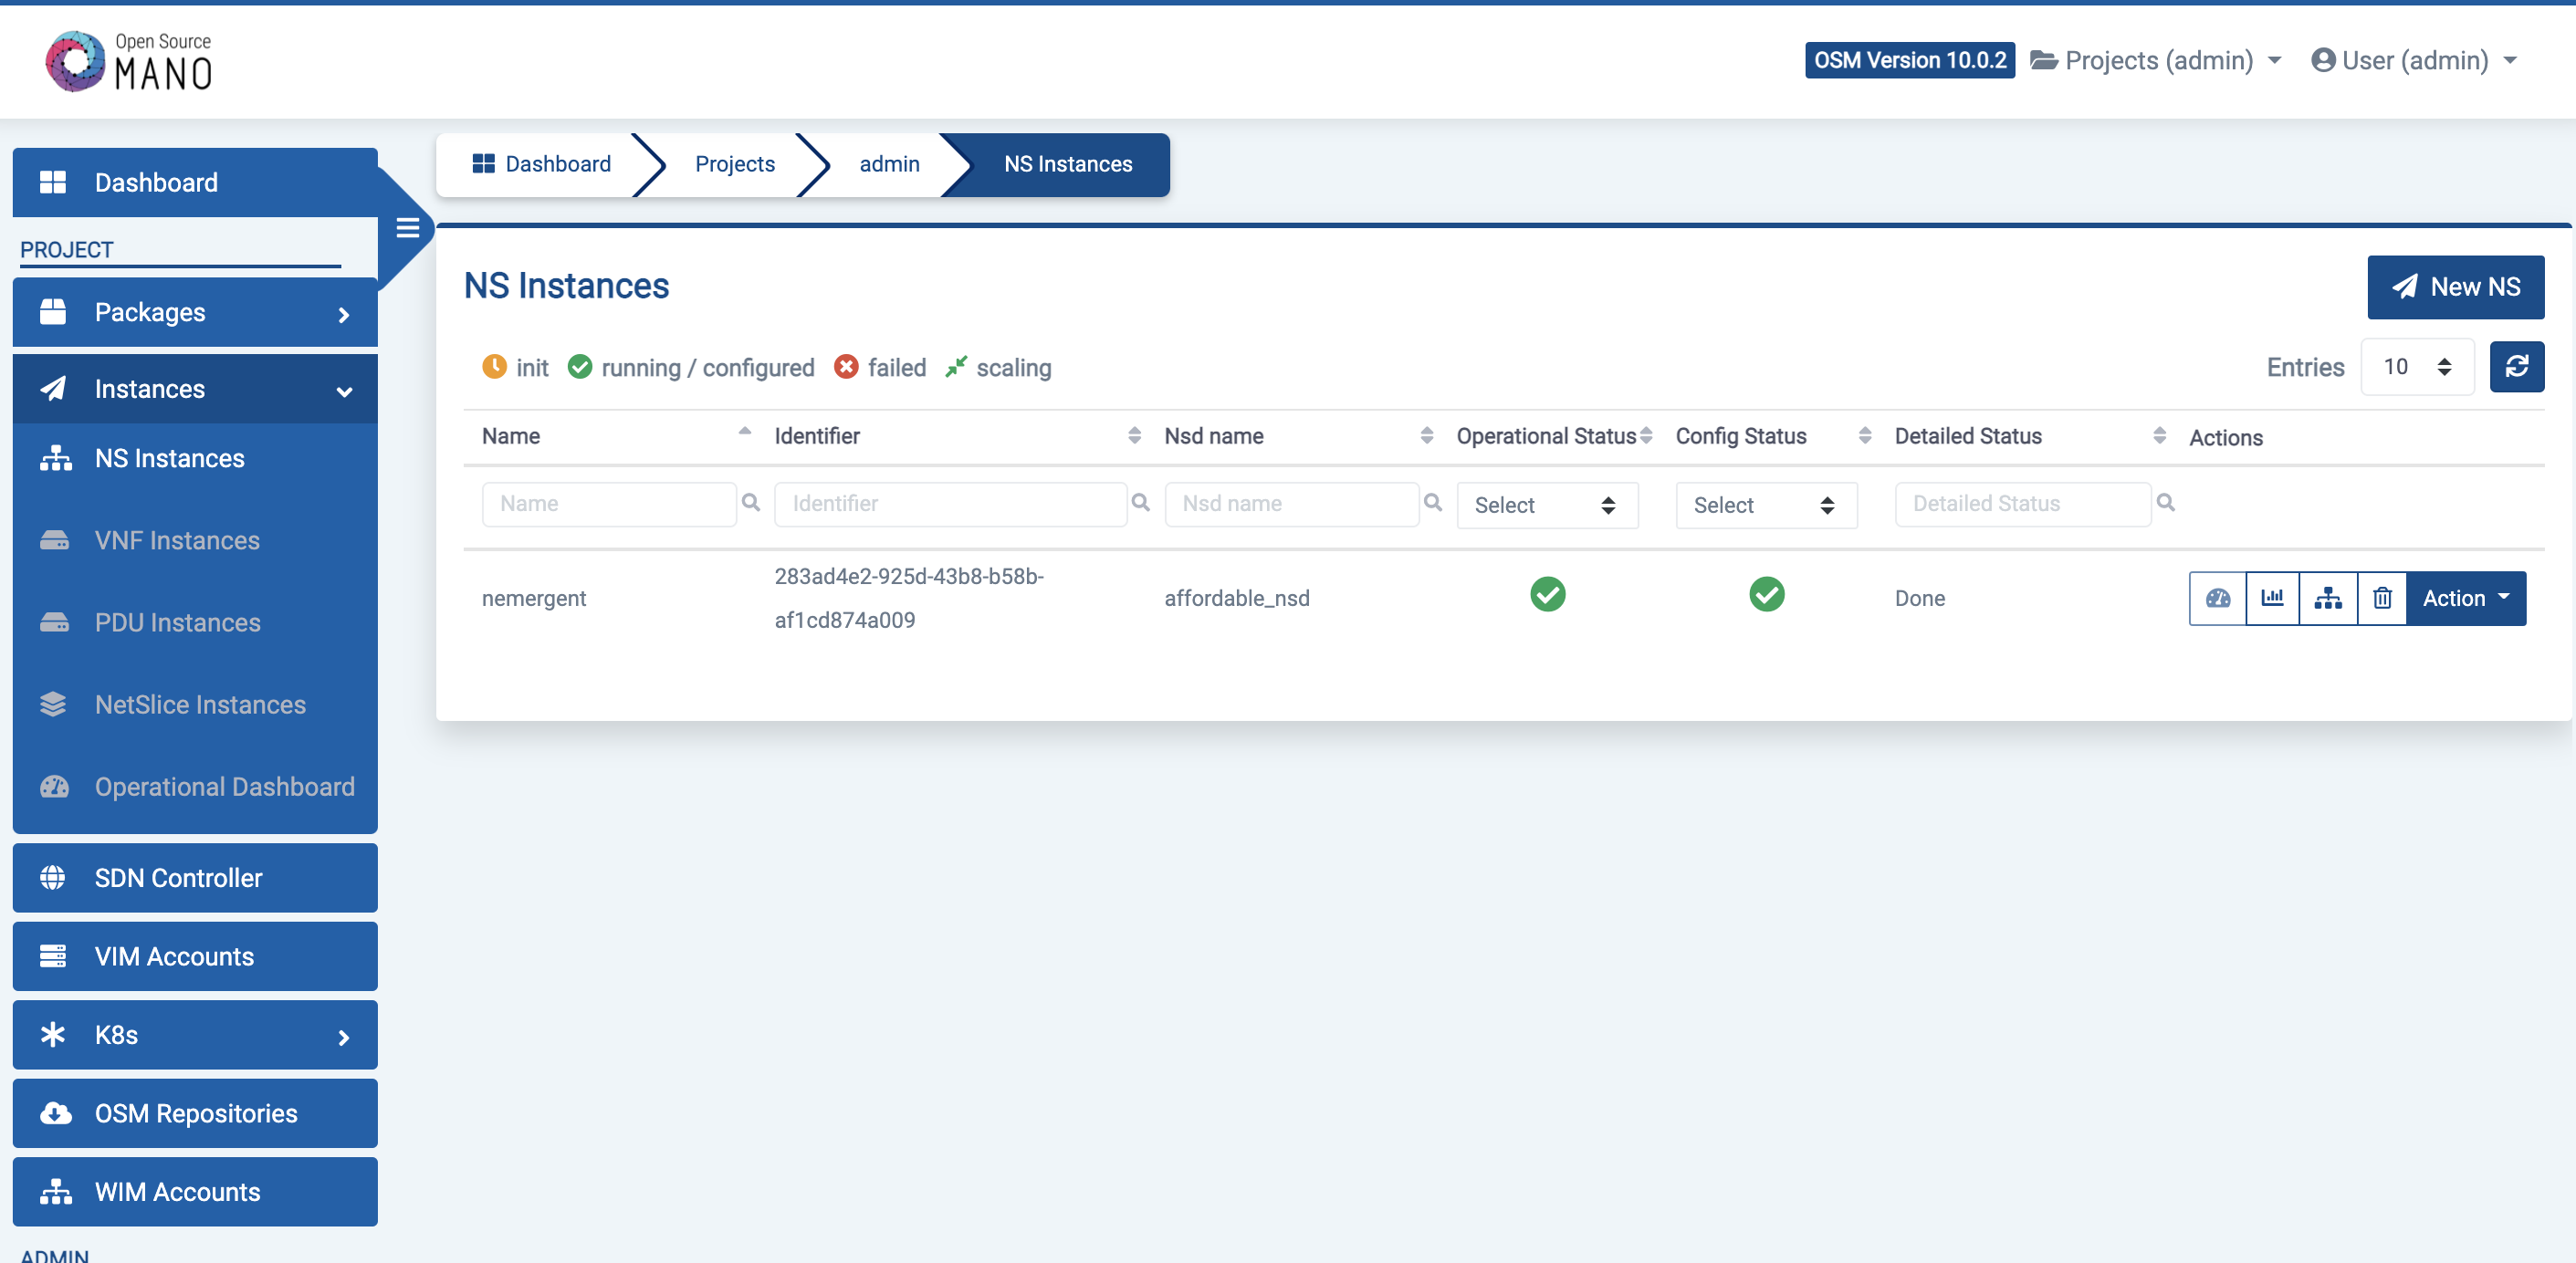 Open Source
MANO
OSM Version 10.0.2 Projects (admin) User (admin)
Dashboard
PROJECT
Packages
Instances
NS Instances
VNF Instances
PDU Instances
NetSlice Instances
Operational Dashboard
SDN Controller
VIM Accounts
K8s
OSM Repositories
WIM Accounts
ADMIN
Dashboard Projects admin NS Instances
NS Instances
New NS
init running / configured failed scaling
Entries 10
Name Identifier Nsd name Operational Status Config Status Detailed Status Actions
Name Identifier Nsd name Select Select Detailed Status
nemergent 283ad4e2-925d-43b8-b58b- affordable_nsd Done Action
af1cd874a009